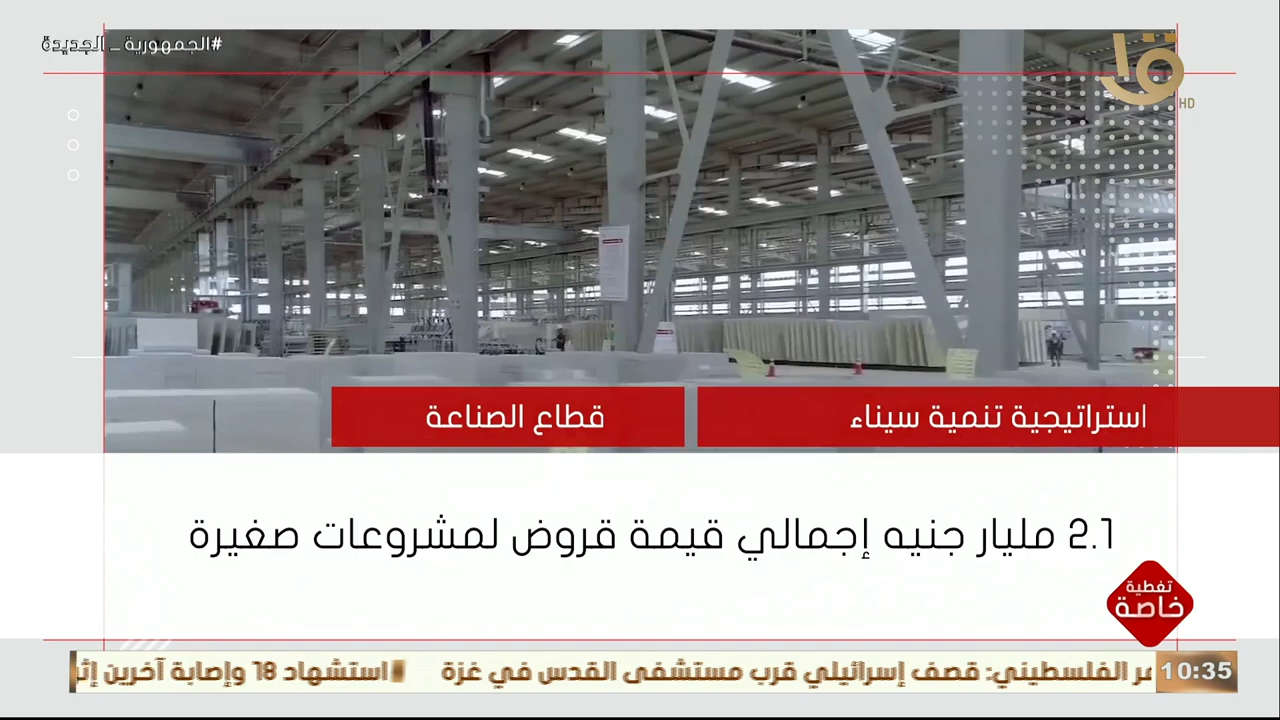 #الجمهورية_الجديدة
HD
استراتيجية تنمية سيناء
قطاع الصناعة
2.1 مليار جنيه إجمالي قيمة قروض لمشروعات صغيرة
تغطية
خاصة
10:35
الفلسطيني: قصف إسرائيلي قرب مستشفى القدس في غزة
استشهاد 18 وإصابة آخرين